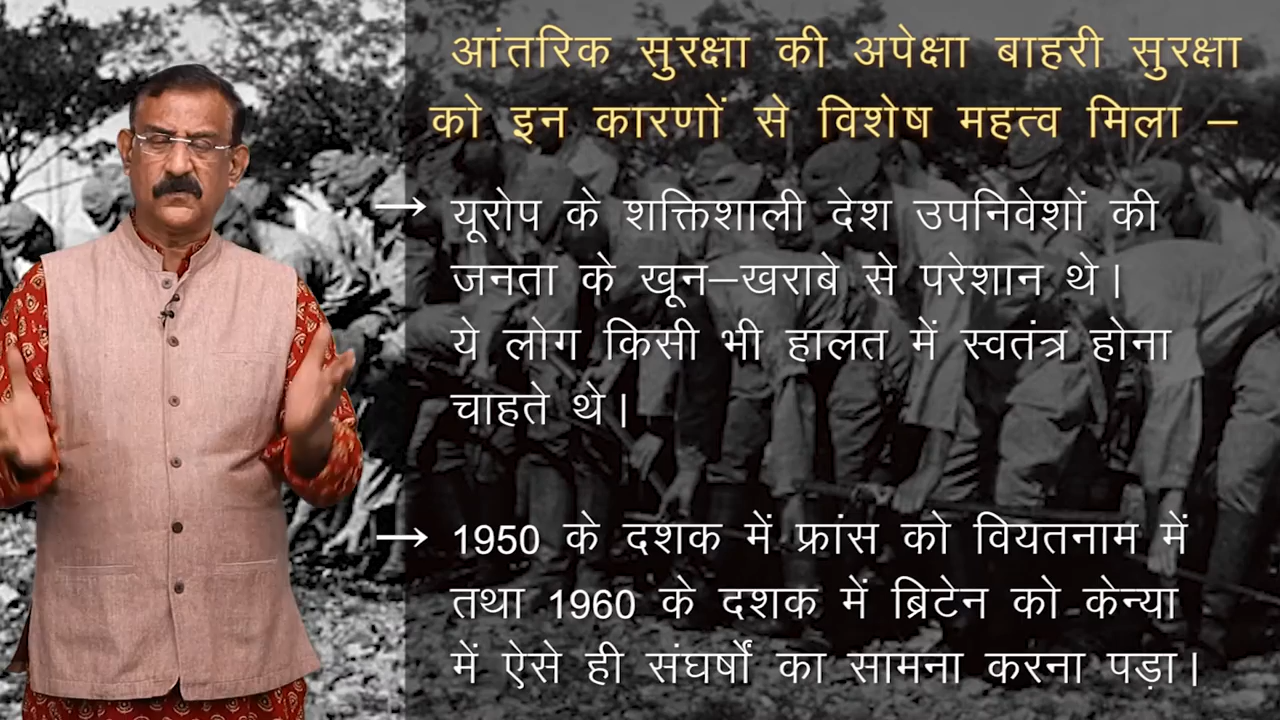 आंतरिक सुरक्षा की अपेक्षा बाहरी सुरक्षा
को इन कारणों से विशेष महत्व मिला –
→ यूरोप के शक्तिशाली देश उपनिवेशों की
जनता के खून–खराबे से परेशान थे।
ये लोग किसी भी हालत में स्वतंत्र होना
चाहते थे।
→ 1950 के दशक में फ्रांस को वियतनाम में
तथा 1960 के दशक में ब्रिटेन को केन्या
में ऐसे ही संघर्षों का सामना करना पड़ा।